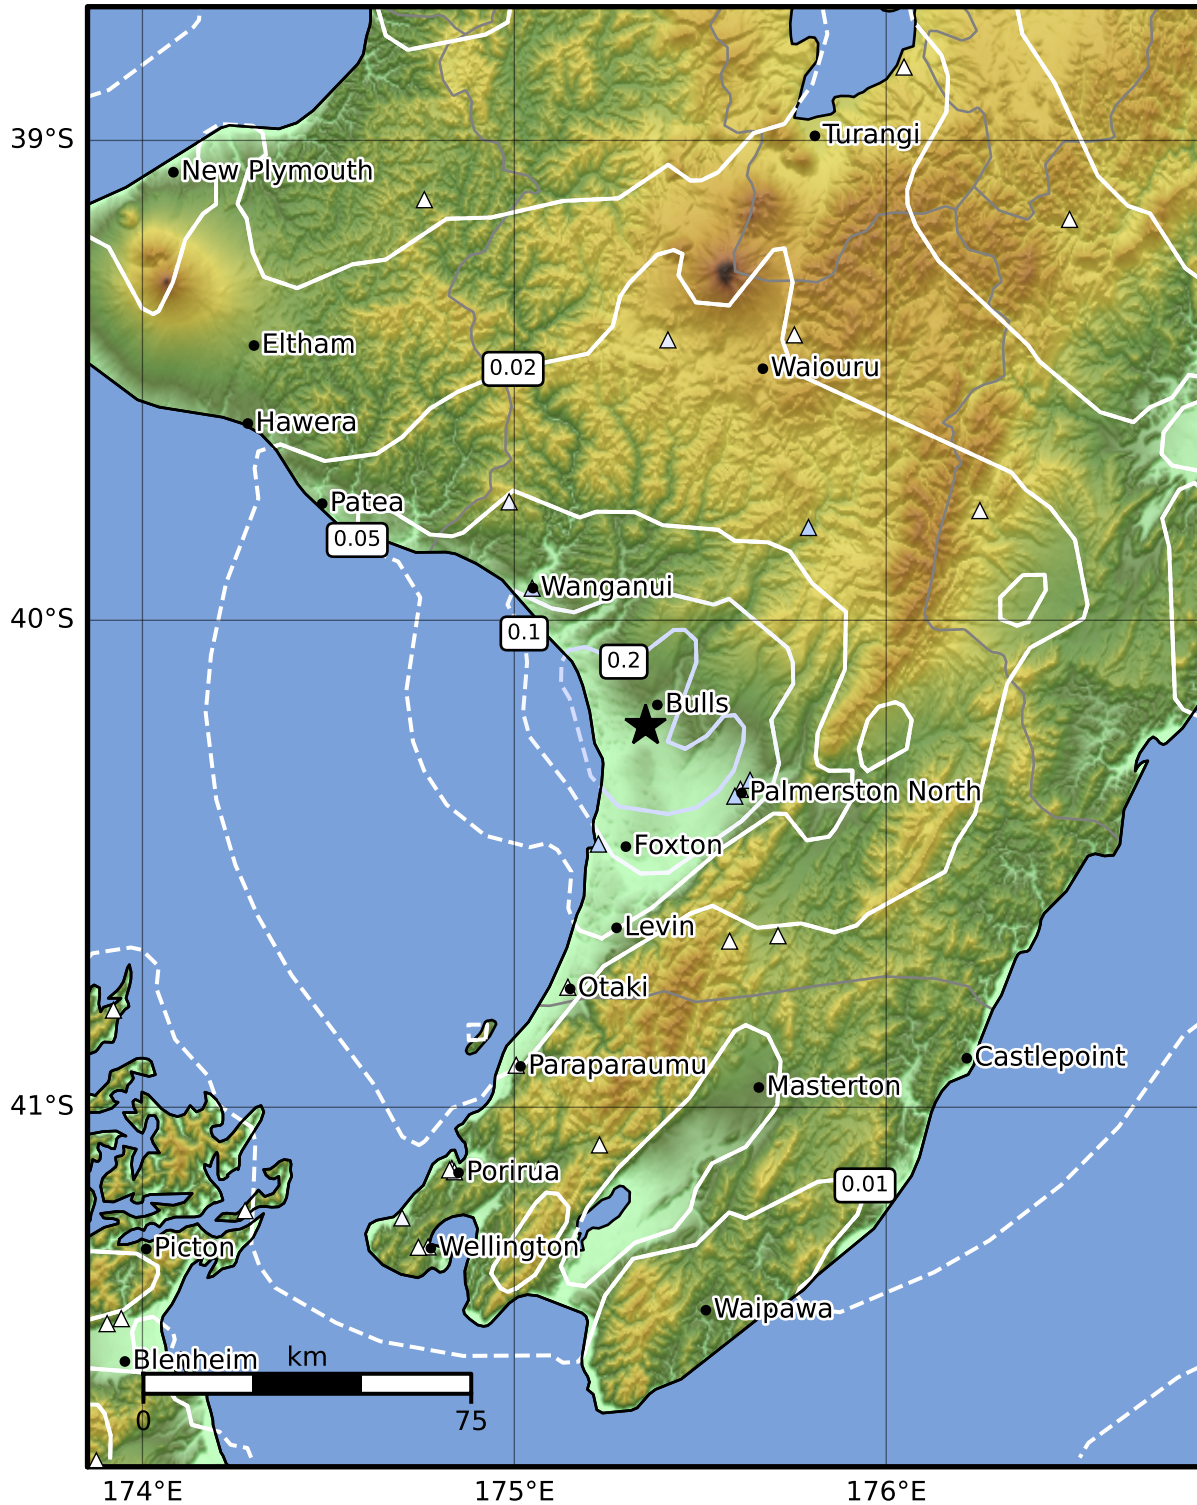 39°S
Turangi
New Plymouth
Eltham
0.02
Waiouru
Hawera
Patea
0.05
Wanganui
40°S
0.1
0.2
Bulls
Palmerston North
Foxton
Levin
Otaki
Castlepoint
Paraparaumu
Masterton
41°S
Porirua
0.01
Picton
Wellington
Waipawa
Blenheim
km
0
75
174°E
175°E
176°E